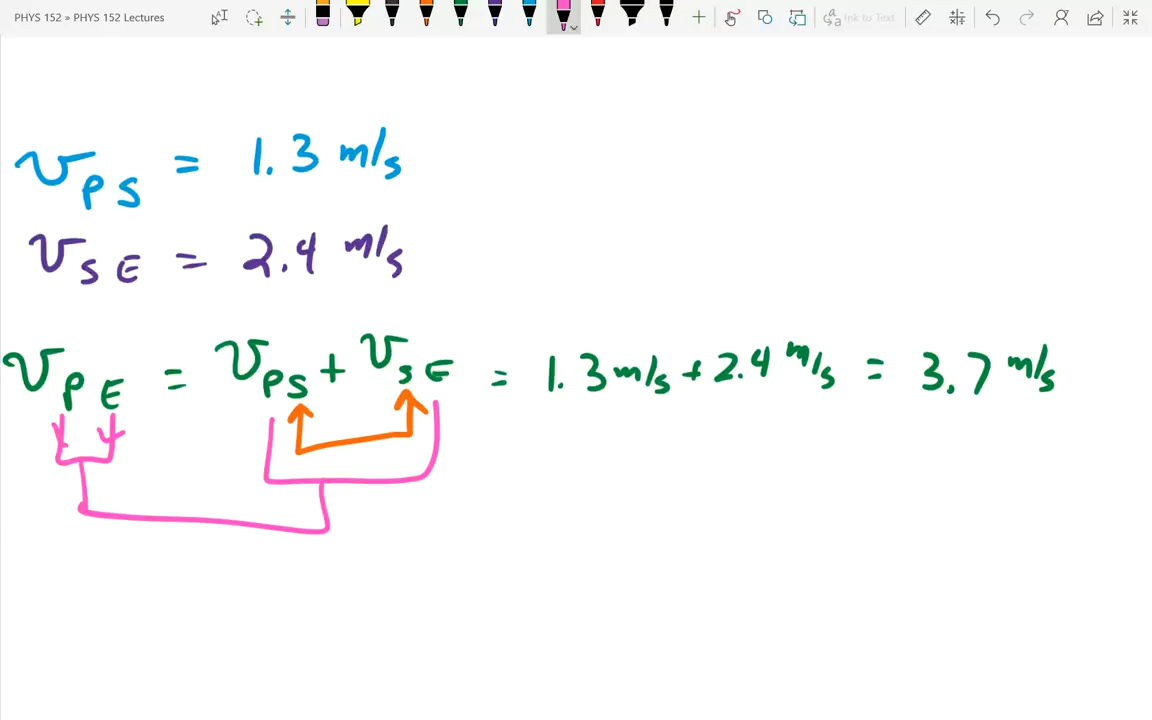 PHYS 152 » PHYS 152 Lectures
Ink to Text
v_PS = 1.3 m/s
v_SE = 2.4 m/s
v_PE = v_PS + v_SE = 1.3 m/s + 2.4 m/s = 3.7 m/s